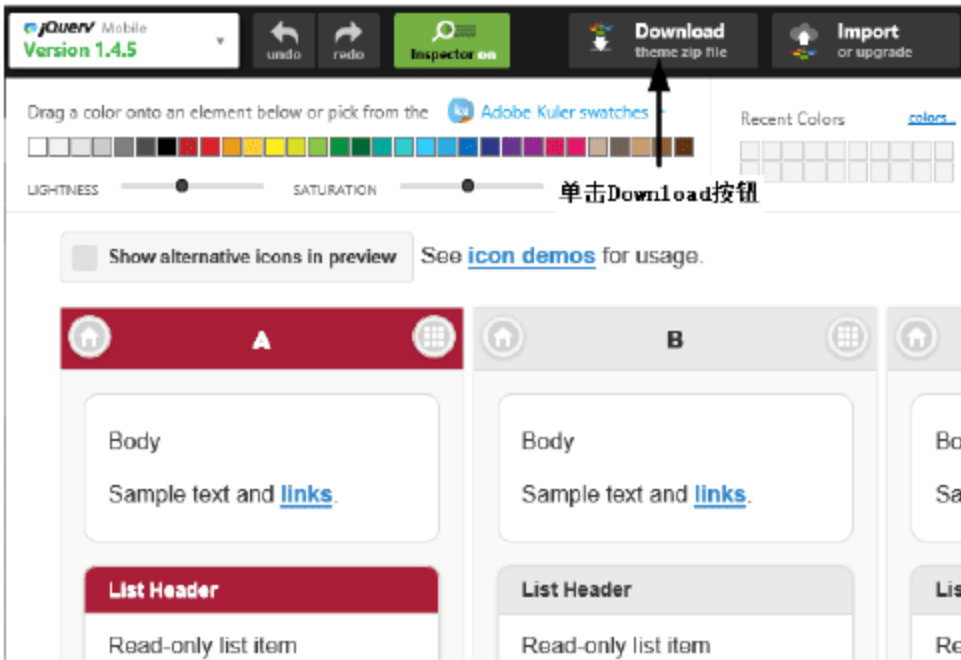 jQuery Mobile
Version 1.4.5
undo
redo
Inspector on
Download
theme zip file
Import
or upgrade
Drag a color onto an element below or pick from the
ku
Adobe Kuler swatches
Recent Colors
colors...
LIGHTNESS
SATURATION
单击Download按钮
Show alternative icons in preview
See icon demos for usage.
A
B
Body
Body
Bo
Sample text and links.
Sample text and links.
Sa
List Header
List Header
Lis
Read-only list item
Read-only list item
Re